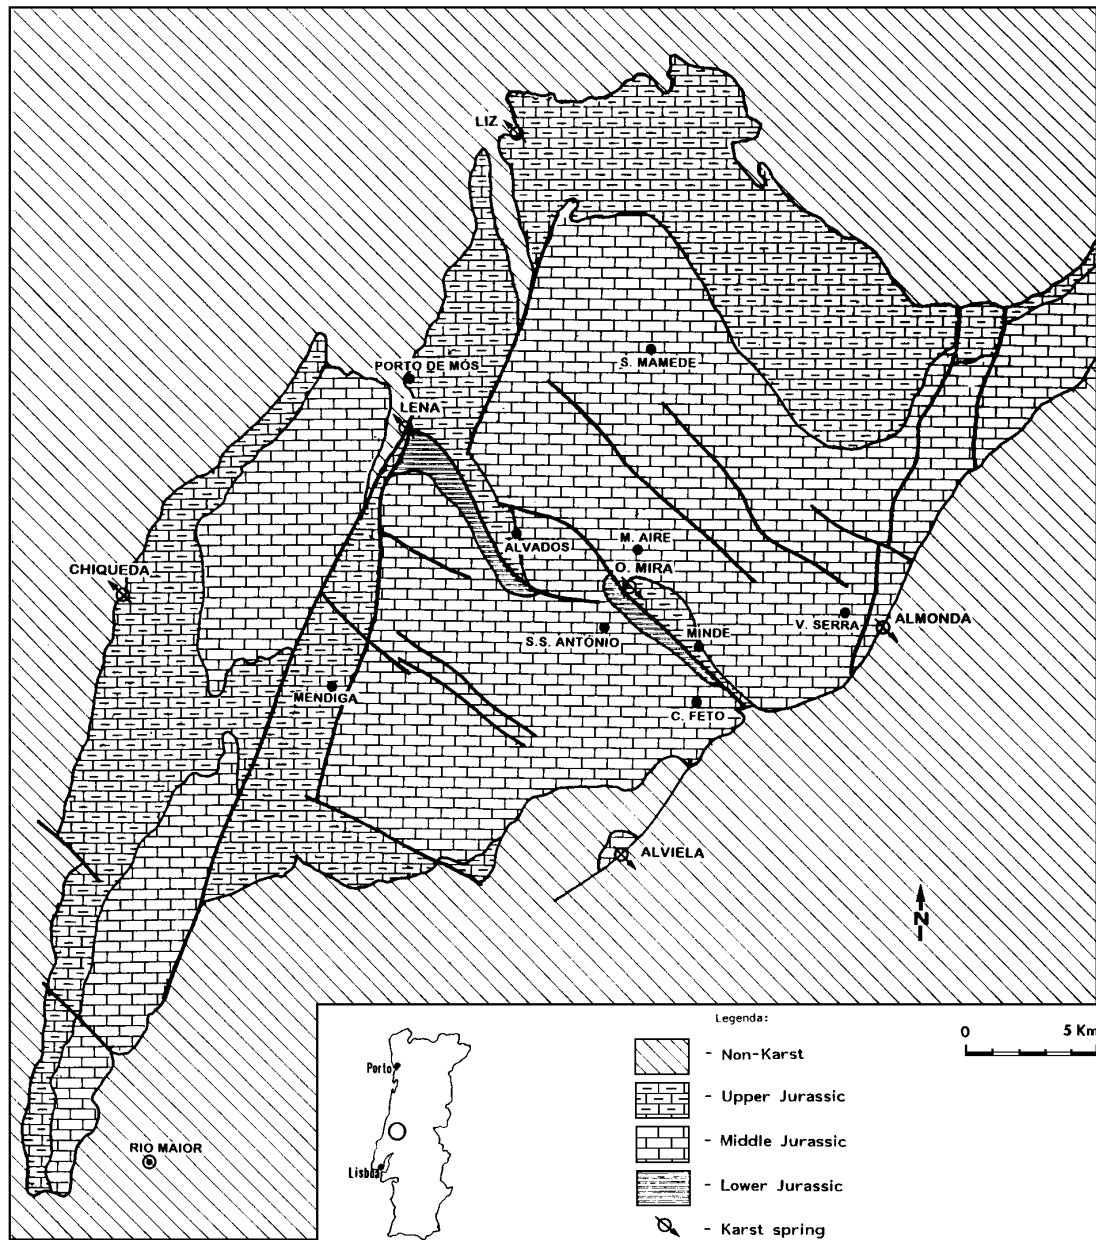 LIZ
S. MAMEDE
PORTO DE MÓS
LENA
ALVADOS
M. AIRE
O. MIRA
CHIQUEDA
V. SERRA
ALMONDA
S.S. ANTÓNIO
MINDE
MENDIGA
C. FETO
ALVIELA
N
RIO MAIOR
Porto
Lisboa
Legenda:
0 5 Km
- Non-Karst
- Upper Jurassic
- Middle Jurassic
- Lower Jurassic
- Karst spring